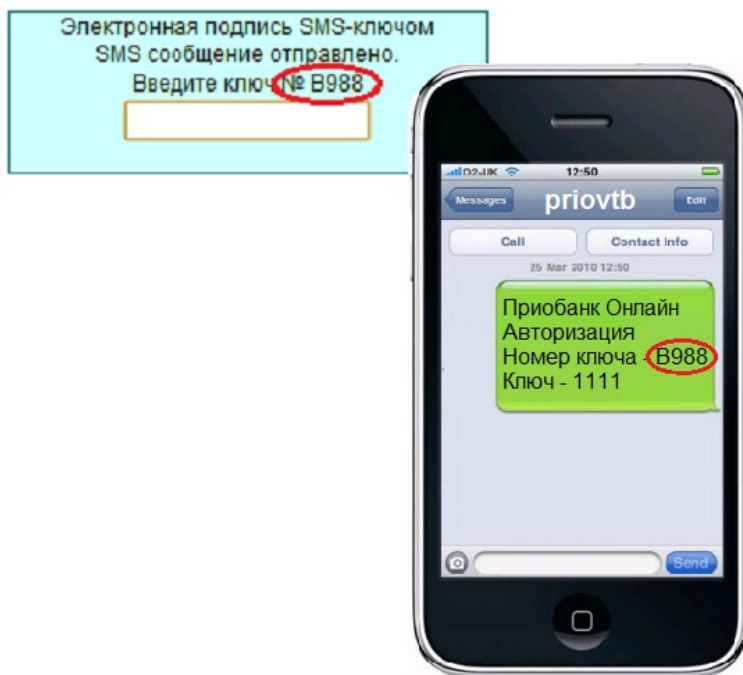 Электронная подпись SMS-ключом
SMS сообщение отправлено.
Введите ключ № B988
O2-UK 12:50
Messages priovtb Edit
Call Contact Info
25 Mar 2010 12:50
Приобанк Онлайн
Авторизация
Номер ключа - B988
Ключ - 1111
Send